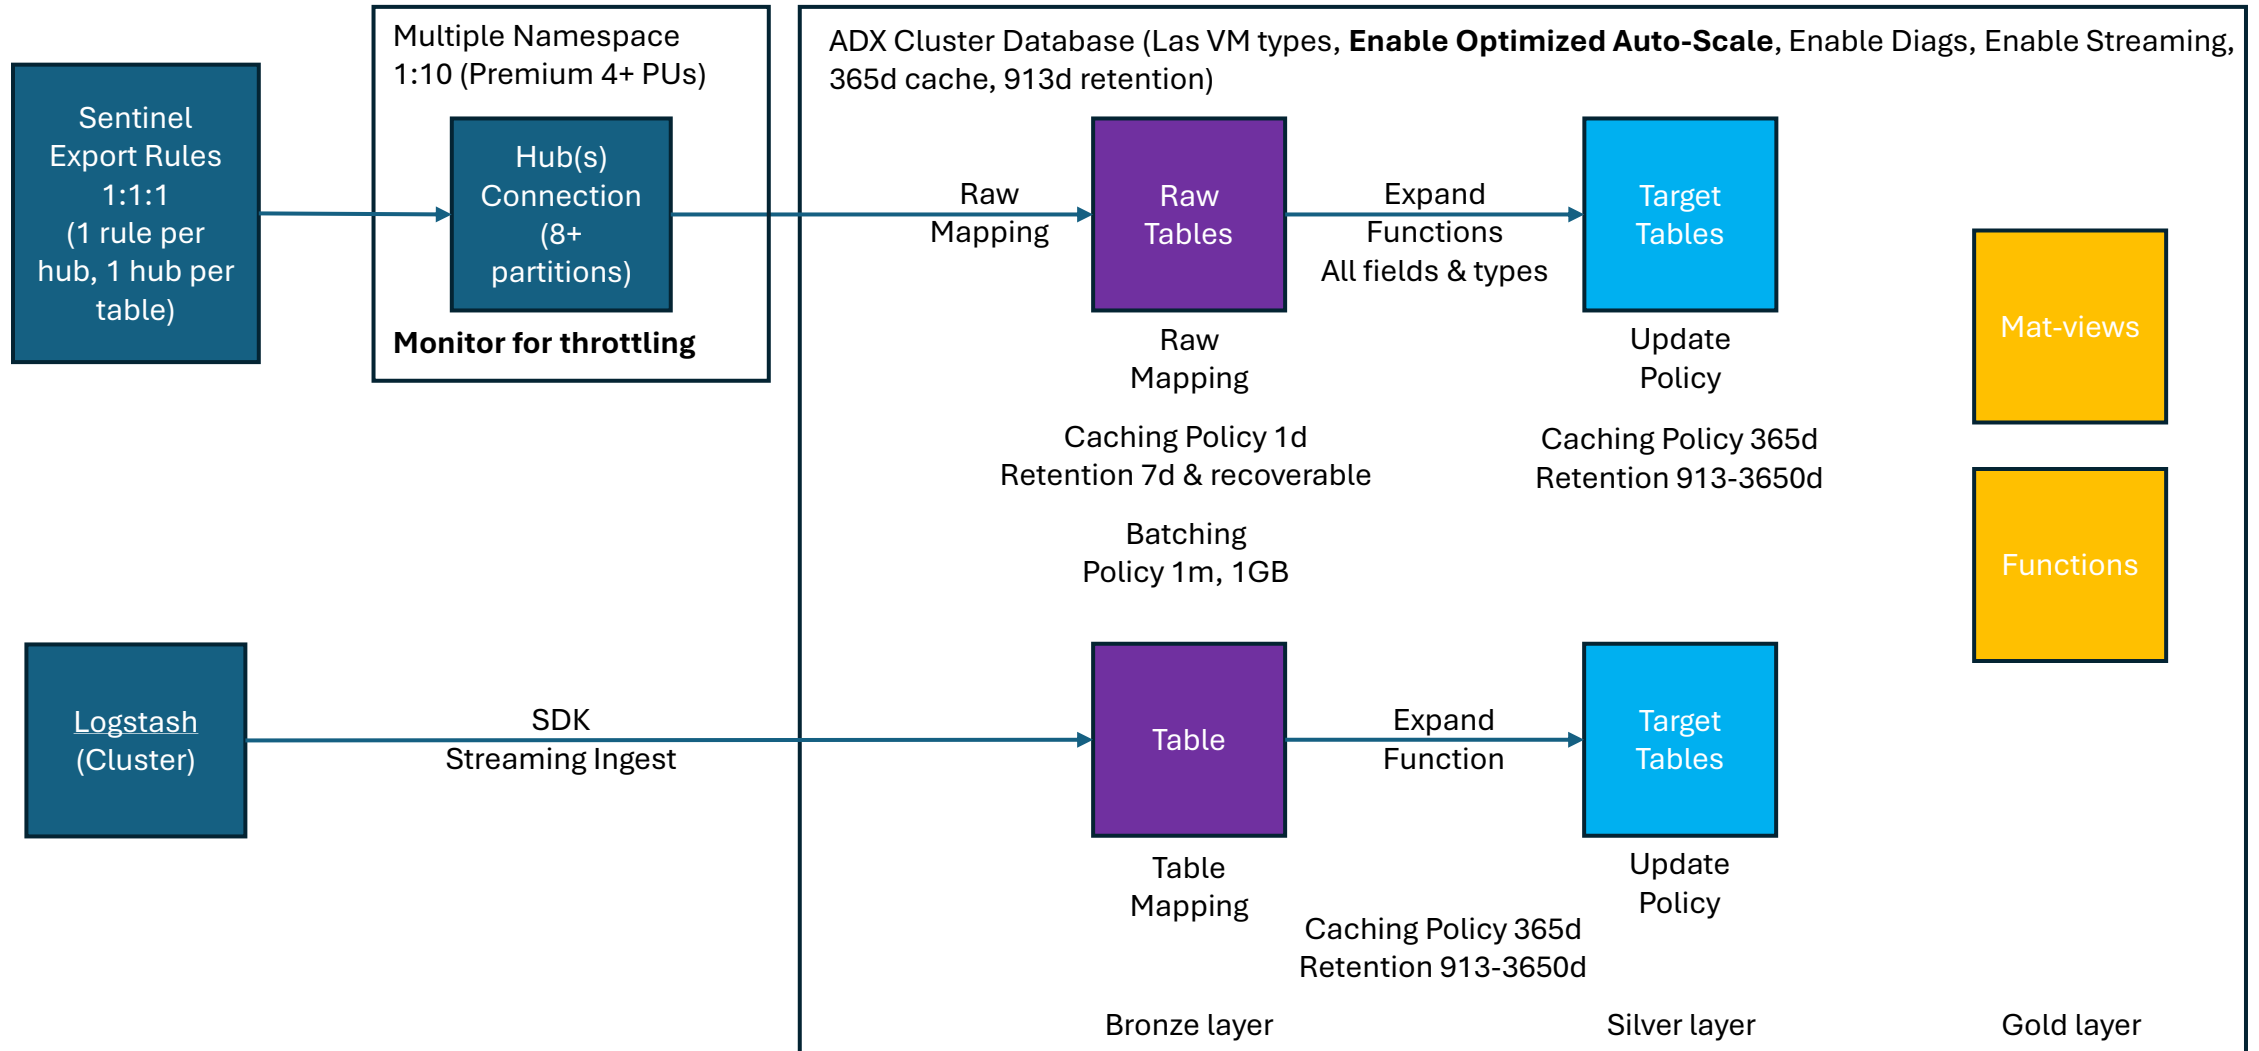 Multiple Namespace
1:10 (Premium 4+ PUs)
ADX Cluster Database (Las VM types, Enable Optimized Auto-Scale, Enable Diags, Enable Streaming,
365d cache, 913d retention)
Sentinel
Export Rules
1:1:1
(1 rule per
hub, 1 hub per
table)
Hub(s)
Connection
(8+
partitions)
Monitor for throttling
Raw
Mapping
Raw
Tables
Expand
Functions
All fields & types
Target
Tables
Raw
Mapping
Update
Policy
Caching Policy 1d
Retention 7d & recoverable
Caching Policy 365d
Retention 913-3650d
Batching
Policy 1m, 1GB
Mat-views
Functions
Logstash
(Cluster)
SDK
Streaming Ingest
Table
Expand
Function
Target
Tables
Table
Mapping
Update
Policy
Caching Policy 365d
Retention 913-3650d
Bronze layer
Silver layer
Gold layer